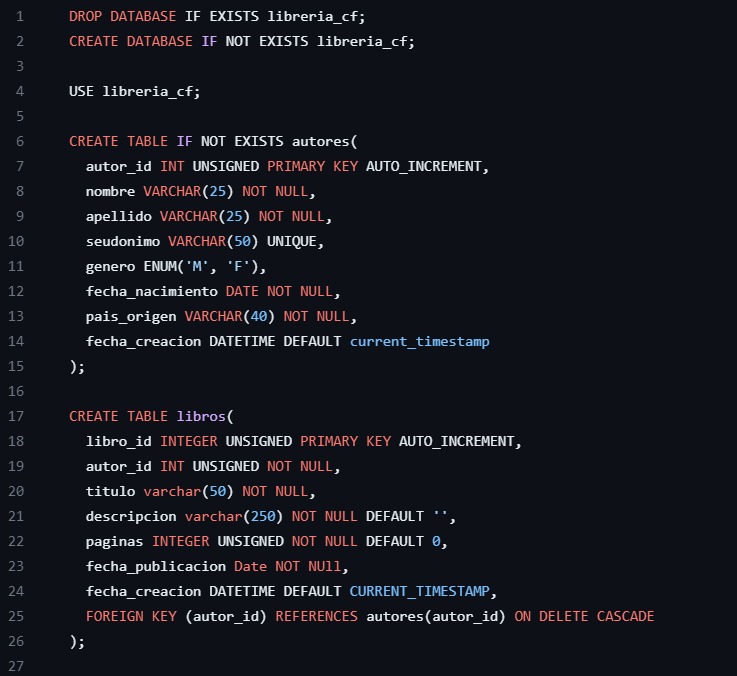 1 DROP DATABASE IF EXISTS libreria_cf;
2 CREATE DATABASE IF NOT EXISTS libreria_cf;
3
4 USE libreria_cf;
5
6 CREATE TABLE IF NOT EXISTS autores(
7 autor_id INT UNSIGNED PRIMARY KEY AUTO_INCREMENT,
8 nombre VARCHAR(25) NOT NULL,
9 apellido VARCHAR(25) NOT NULL,
10 seudonimo VARCHAR(50) UNIQUE,
11 genero ENUM('M', 'F'),
12 fecha_nacimiento DATE NOT NULL,
13 pais_origen VARCHAR(40) NOT NULL,
14 fecha_creacion DATETIME DEFAULT current_timestamp
15 );
16
17 CREATE TABLE libros(
18 libro_id INTEGER UNSIGNED PRIMARY KEY AUTO_INCREMENT,
19 autor_id INT UNSIGNED NOT NULL,
20 titulo varchar(50) NOT NULL,
21 descripcion varchar(250) NOT NULL DEFAULT '',
22 paginas INTEGER UNSIGNED NOT NULL DEFAULT 0,
23 fecha_publicacion Date NOT NUll,
24 fecha_creacion DATETIME DEFAULT CURRENT_TIMESTAMP,
25 FOREIGN KEY (autor_id) REFERENCES autores(autor_id) ON DELETE CASCADE
26 );
27